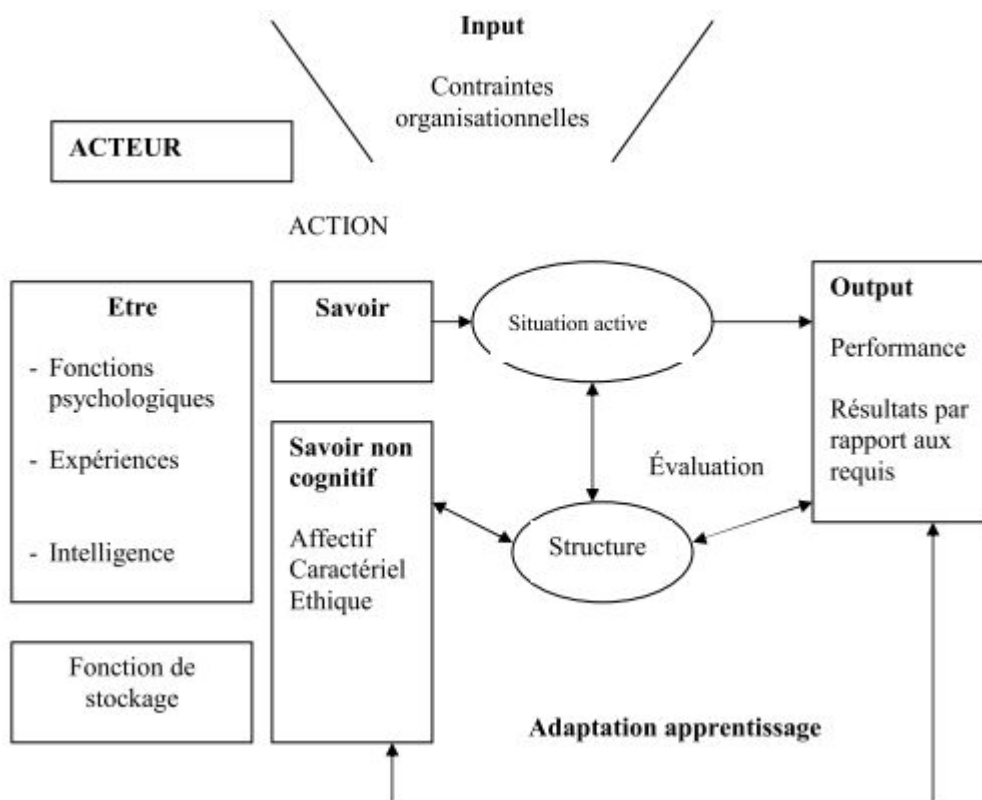 Input
Contraintes
organisationnelles
ACTEUR
ACTION
Etre
- Fonctions
psychologiques
- Expériences
- Intelligence
Fonction de
stockage
Savoir
Savoir non
cognitif
Affectif
Caractériel
Ethique
Situation active
Évaluation
Structure
Output
Performance
Résultats par
rapport aux
requis
Adaptation apprentissage